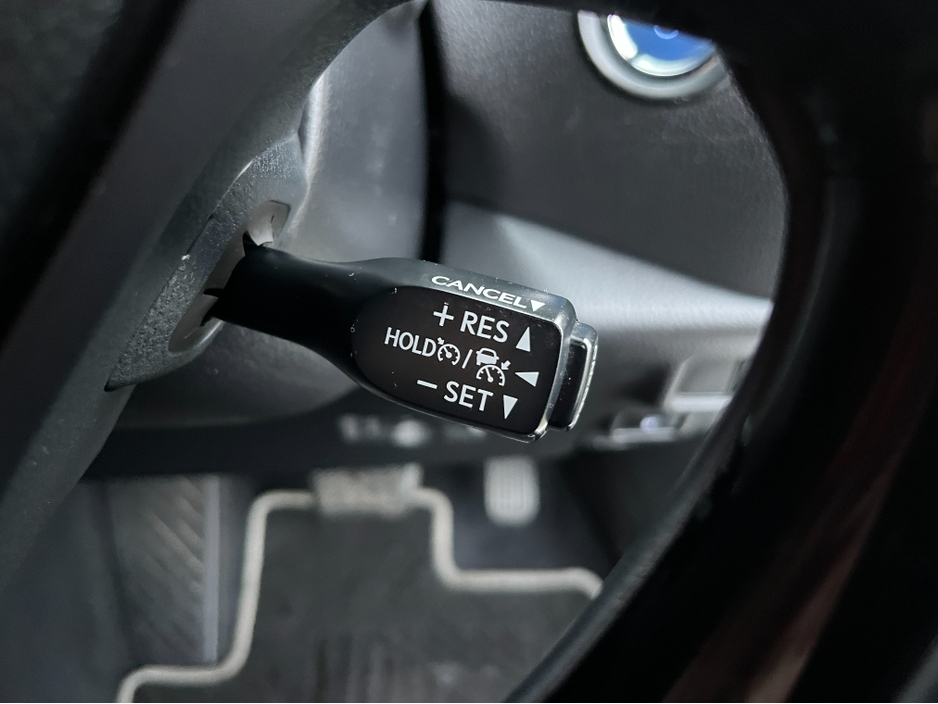 CANCEL▼
+ RES ▲
HOLD / ◀
− SET ▼